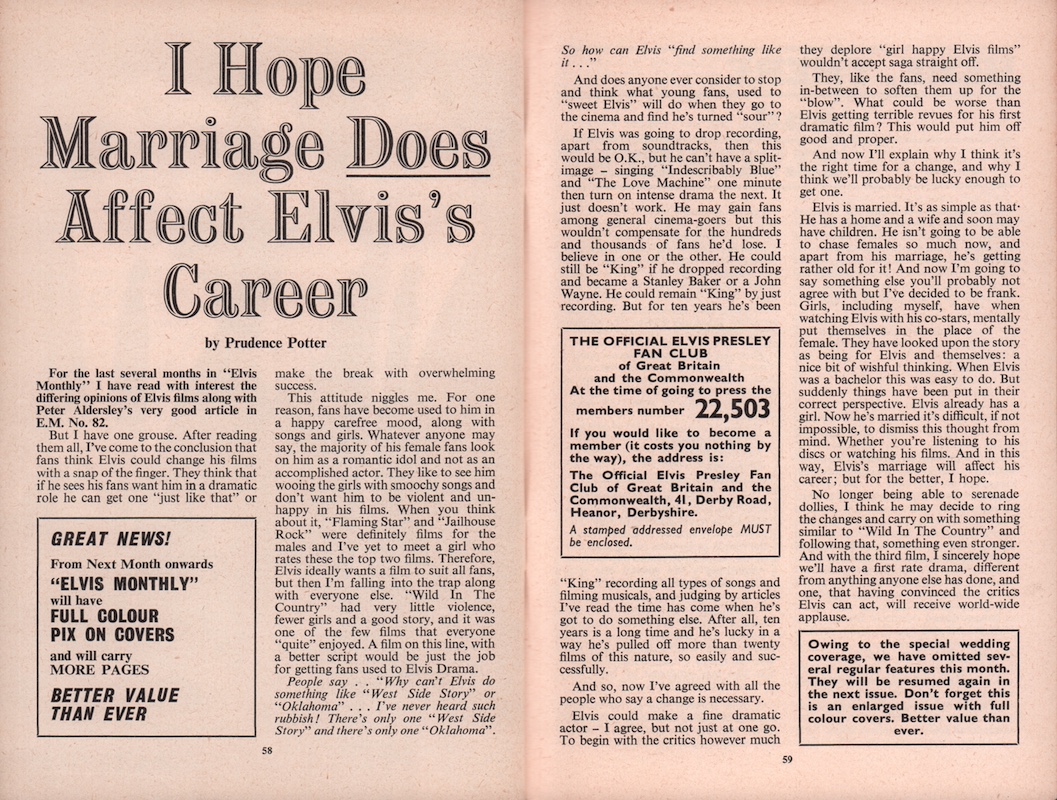 I Hope
Marriage Does
Affect Elvis's
Career
by Prudence Potter
For the last several months in "Elvis
Monthly" I have read with interest the
differing opinions of Elvis films along with
Peter Aldersley's very good article in
E.M. No. 82.
But I have one grouse. After reading
them all, I've come to the conclusion that
fans think Elvis could change his films
with a snap of the finger. They think that
if he sees his fans want him in a dramatic
role he can get one "just like that" or
GREAT NEWS!
From Next Month onwards
"ELVIS MONTHLY"
will have
FULL COLOUR
PIX ON COVERS
and will carry
MORE PAGES
BETTER VALUE
THAN EVER
make the break with overwhelming
success.
This attitude niggles me. For one
reason, fans have become used to him in
a happy carefree mood, along with
songs and girls. Whatever anyone may
say, the majority of his female fans look
on him as a romantic idol and not as an
accomplished actor. They like to see him
wooing the girls with smoochy songs and
don't want him to be violent and un-
happy in his films. When you think
about it, "Flaming Star" and "Jailhouse
Rock" were definitely films for the
males and I've yet to meet a girl who
rates these the top two films. Therefore,
Elvis ideally wants a film to suit all fans,
but then I'm falling into the trap along
with everyone else. "Wild In The
Country" had very little violence,
fewer girls and a good story, and it was
one of the few films that everyone
"quite" enjoyed. A film on this line, with
a better script would be just the job
for getting fans used to Elvis Drama.
People say . . "Why can't Elvis do
something like "West Side Story" or
"Oklahoma" . . . I've never heard such
rubbish! There's only one "West Side
Story" and there's only one "Oklahoma".
58
So how can Elvis "find something like
it . . ."
And does anyone ever consider to stop
and think what young fans, used to
"sweet Elvis" will do when they go to
the cinema and find he's turned "sour"?
If Elvis was going to drop recording,
apart from soundtracks, then this
would be O.K., but he can't have a split-
image – singing "Indescribably Blue"
and "The Love Machine" one minute
then turn on intense drama the next. It
just doesn't work. He may gain fans
among general cinema-goers but this
wouldn't compensate for the hundreds
and thousands of fans he'd lose. I
believe in one or the other. He could
still be "King" if he dropped recording
and became a Stanley Baker or a John
Wayne. He could remain "King" by just
recording. But for ten years he's been
THE OFFICIAL ELVIS PRESLEY
FAN CLUB
of Great Britain
and the Commonwealth
At the time of going to press the
members number 22,503
If you would like to become a
member (it costs you nothing by
the way), the address is:
The Official Elvis Presley Fan
Club of Great Britain and the
Commonwealth, 41, Derby Road,
Heanor, Derbyshire.
A stamped addressed envelope MUST
be enclosed.
"King" recording all types of songs and
filming musicals, and judging by articles
I've read the time has come when he's
got to do something else. After all, ten
years is a long time and he's lucky in a
way he's pulled off more than twenty
films of this nature, so easily and suc-
cessfully.
And so, now I've agreed with all the
people who say a change is necessary.
Elvis could make a fine dramatic
actor – I agree, but not just at one go.
To begin with the critics however much
they deplore "girl happy Elvis films"
wouldn't accept saga straight off.
They, like the fans, need something
in-between to soften them up for the
"blow". What could be worse than
Elvis getting terrible revues for his first
dramatic film? This would put him off
good and proper.
And now I'll explain why I think it's
the right time for a change, and why I
think we'll probably be lucky enough to
get one.
Elvis is married. It's as simple as that·
He has a home and a wife and soon may
have children. He isn't going to be able
to chase females so much now, and
apart from his marriage, he's getting
rather old for it! And now I'm going to
say something else you'll probably not
agree with but I've decided to be frank.
Girls, including myself, have when
watching Elvis with his co-stars, mentally
put themselves in the place of the
female. They have looked upon the story
as being for Elvis and themselves: a
nice bit of wishful thinking. When Elvis
was a bachelor this was easy to do. But
suddenly things have been put in their
correct perspective. Elvis already has a
girl. Now he's married it's difficult, if not
impossible, to dismiss this thought from
mind. Whether you're listening to his
discs or watching his films. And in this
way, Elvis's marriage will affect his
career; but for the better, I hope.
No longer being able to serenade
dollies, I think he may decide to ring
the changes and carry on with something
similar to "Wild In The Country" and
following that, something even stronger.
And with the third film, I sincerely hope
we'll have a first rate drama, different
from anything anyone else has done, and
one, that having convinced the critics
Elvis can act, will receive world-wide
applause.
Owing to the special wedding
coverage, we have omitted sev-
eral regular features this month.
They will be resumed again in
the next issue. Don't forget this
is an enlarged issue with full
colour covers. Better value than
ever.
59